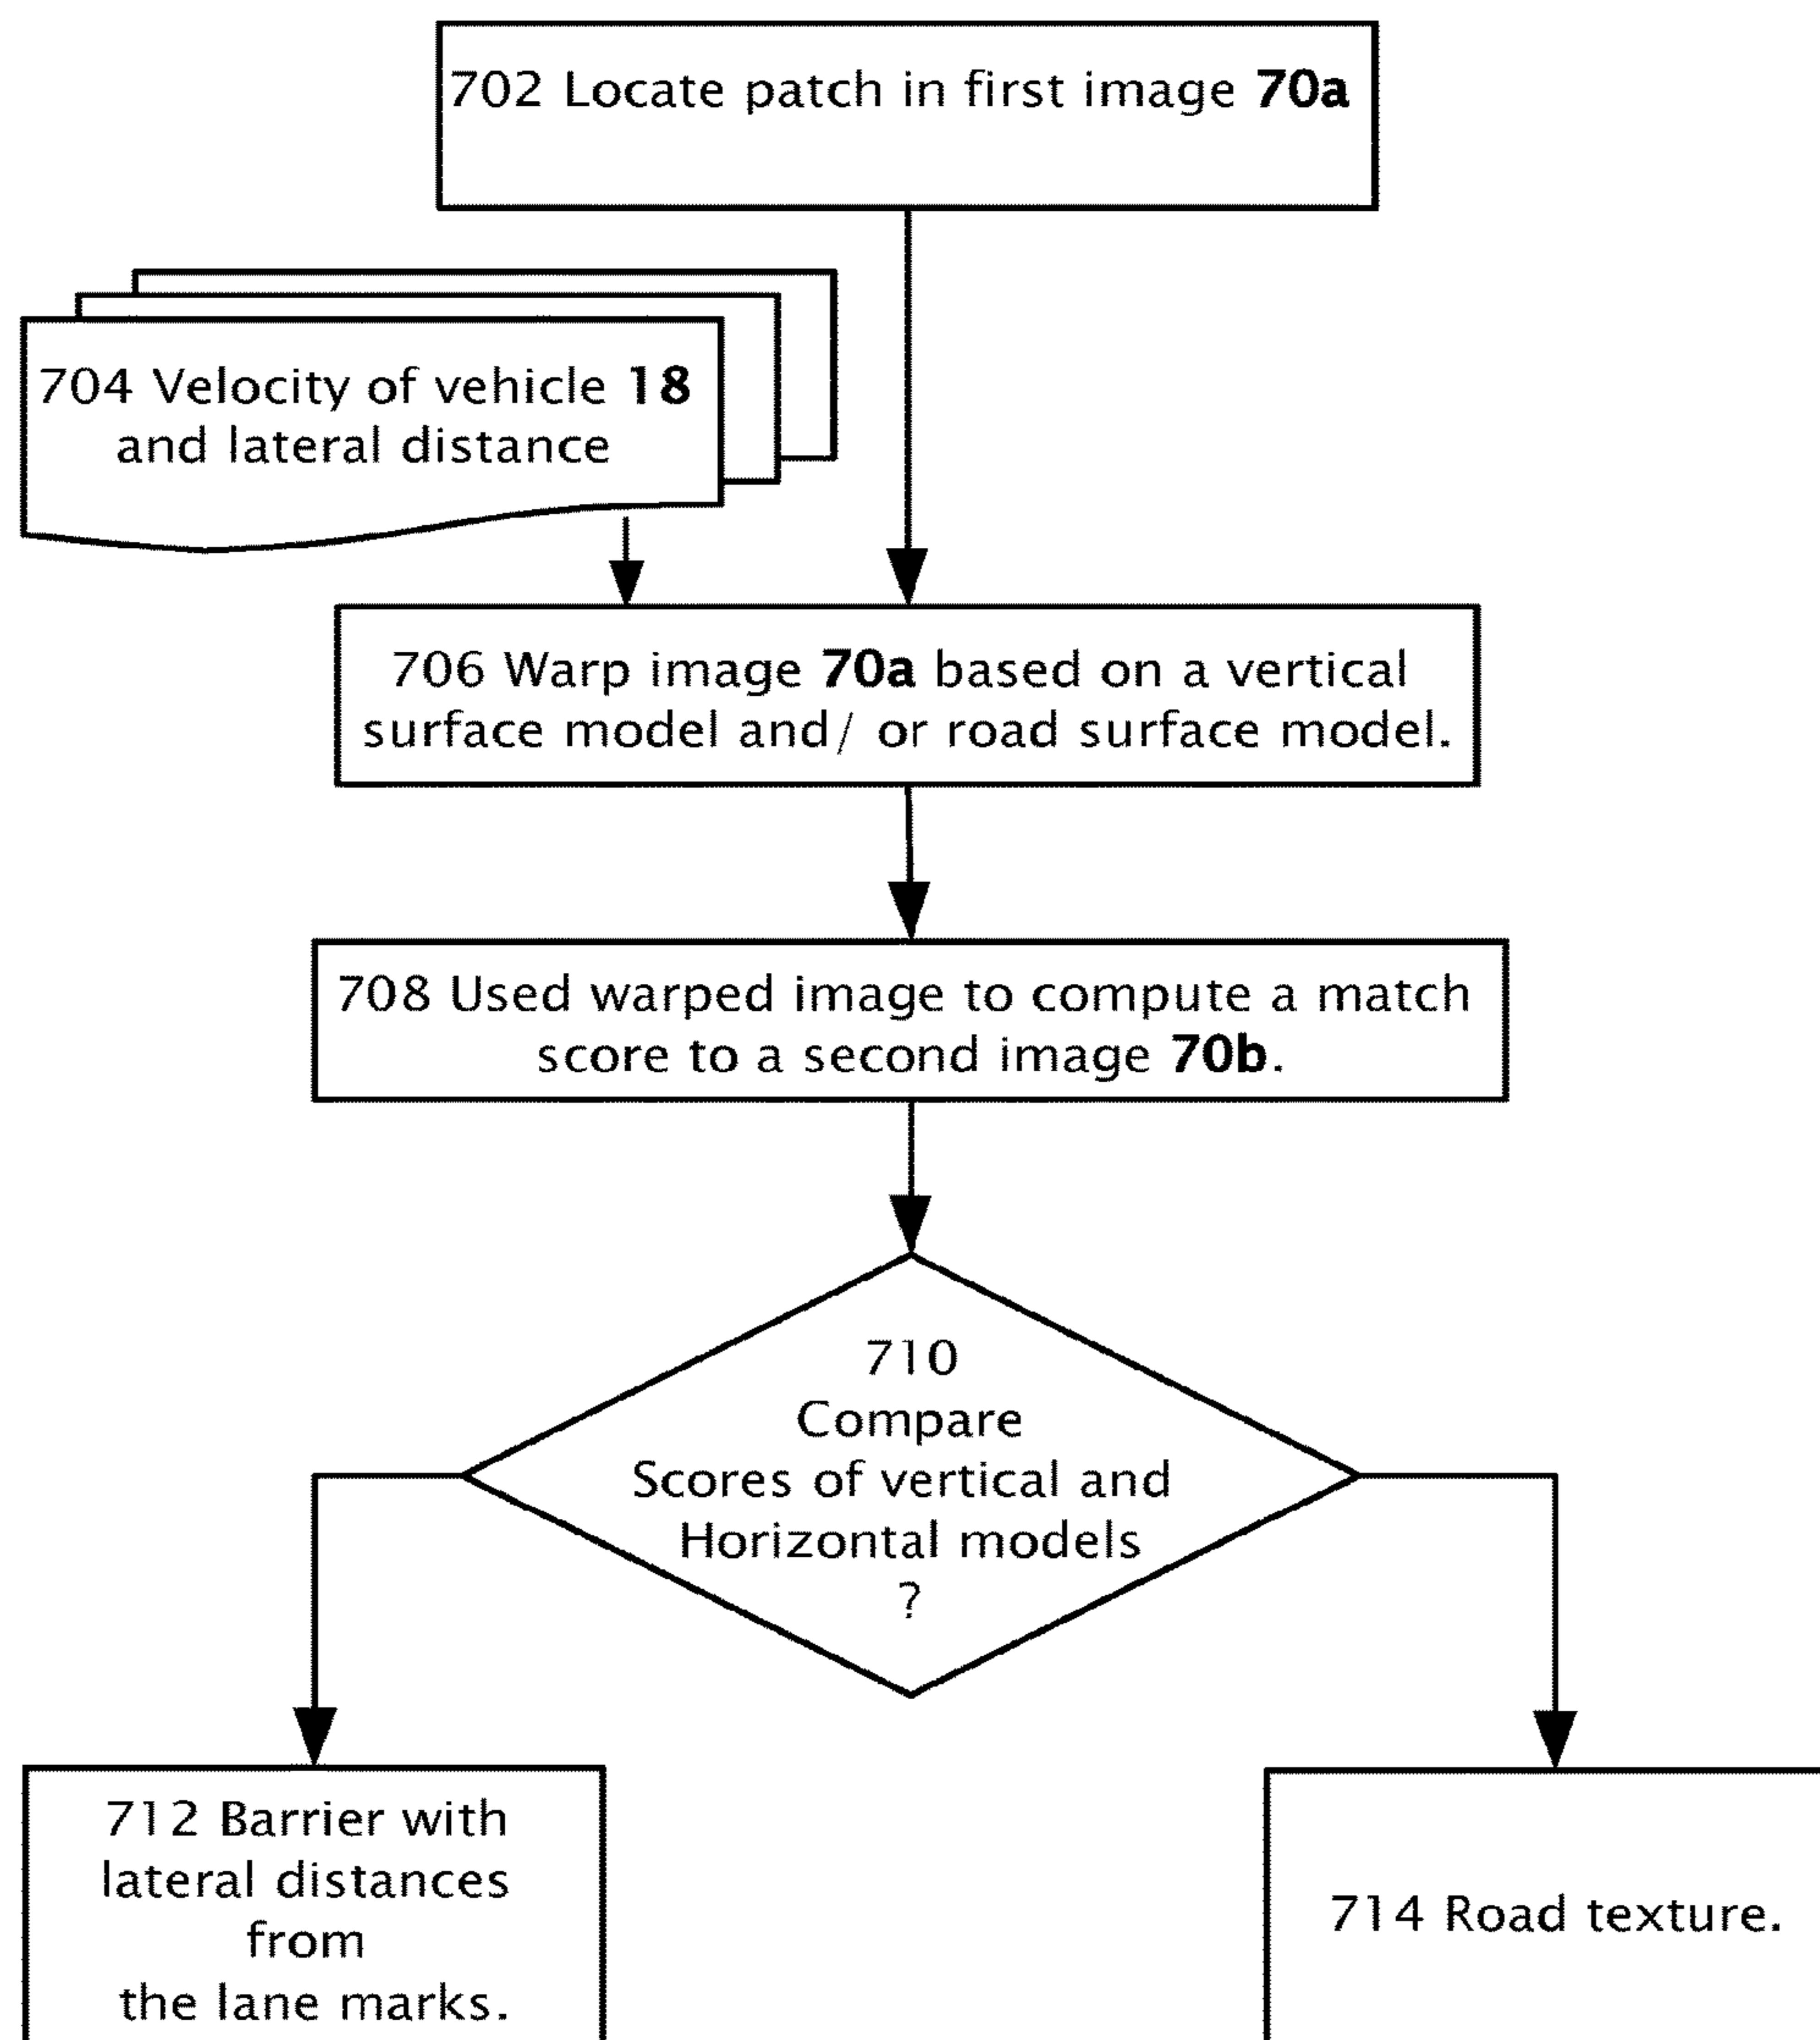 702 Locate patch in first image 70a
704 Velocity of vehicle 18
and lateral distance
706 Warp image 70a based on a vertical
surface model and/ or road surface model.
708 Used warped image to compute a match
score to a second image 70b.
710
Compare
Scores of vertical and
Horizontal models
?
712 Barrier with
lateral distances
from
the lane marks.
714 Road texture.